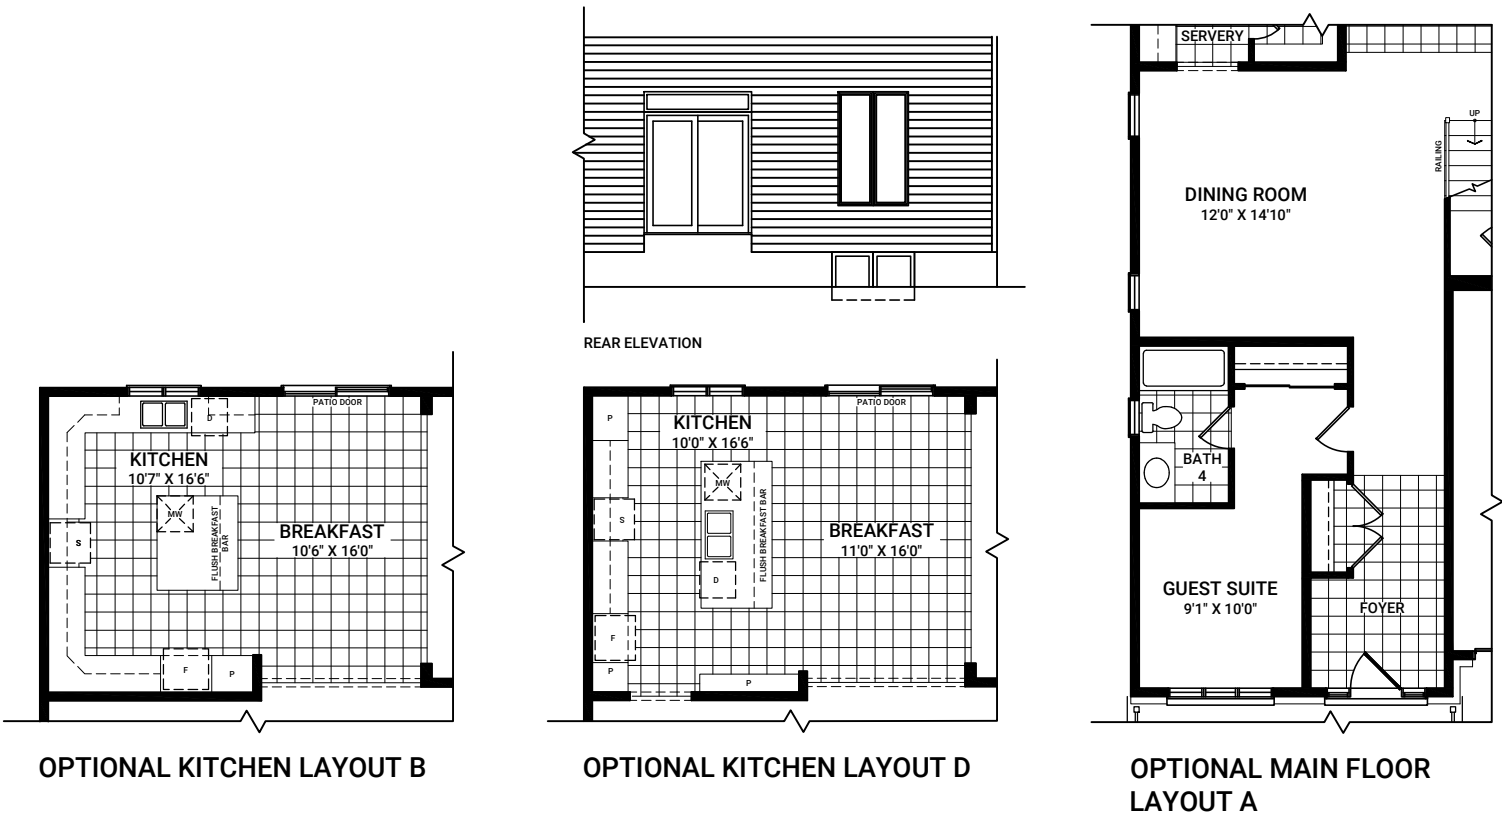 REAR ELEVATION
PATIO DOOR
D
KITCHEN
10'7" X 16'6"
MW
S
FLUSH BREAKFAST
BAR
BREAKFAST
10'6" X 16'0"
F
P
OPTIONAL KITCHEN LAYOUT B
PATIO DOOR
P
KITCHEN
10'0" X 16'6"
MW
S
FLUSH BREAKFAST BAR
BREAKFAST
11'0" X 16'0"
D
F
P
P
OPTIONAL KITCHEN LAYOUT D
SERVERY
UP
RAILING
DINING ROOM
12'0" X 14'10"
BATH
4
GUEST SUITE
9'1" X 10'0"
FOYER
OPTIONAL MAIN FLOOR
LAYOUT A